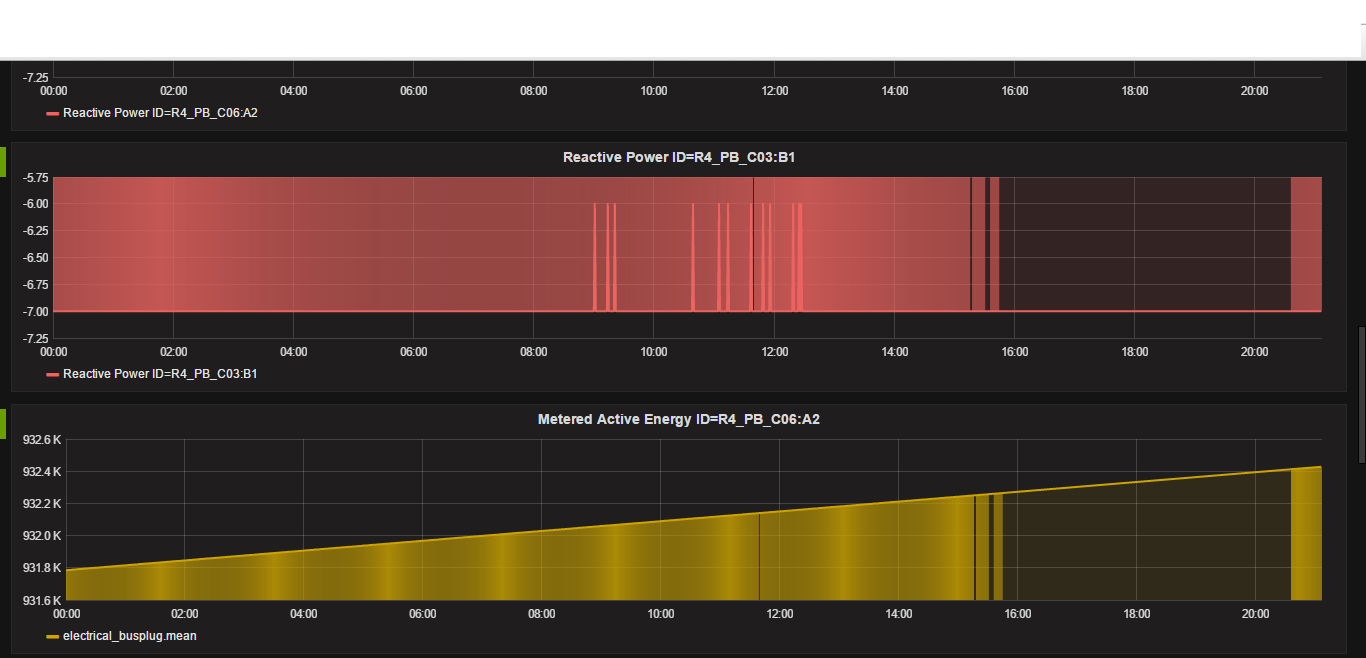 -7.25
00:00 02:00 04:00 06:00 08:00 10:00 12:00 14:00 16:00 18:00 20:00
Reactive Power ID=R4_PB_C06:A2
Reactive Power ID=R4_PB_C03:B1
-5.75
-6.00
-6.25
-6.50
-6.75
-7.00
-7.25
00:00 02:00 04:00 06:00 08:00 10:00 12:00 14:00 16:00 18:00 20:00
Reactive Power ID=R4_PB_C03:B1
Metered Active Energy ID=R4_PB_C06:A2
932.6 K
932.4 K
932.2 K
932.0 K
931.8 K
931.6 K
00:00 02:00 04:00 06:00 08:00 10:00 12:00 14:00 16:00 18:00 20:00
electrical_busplug.mean